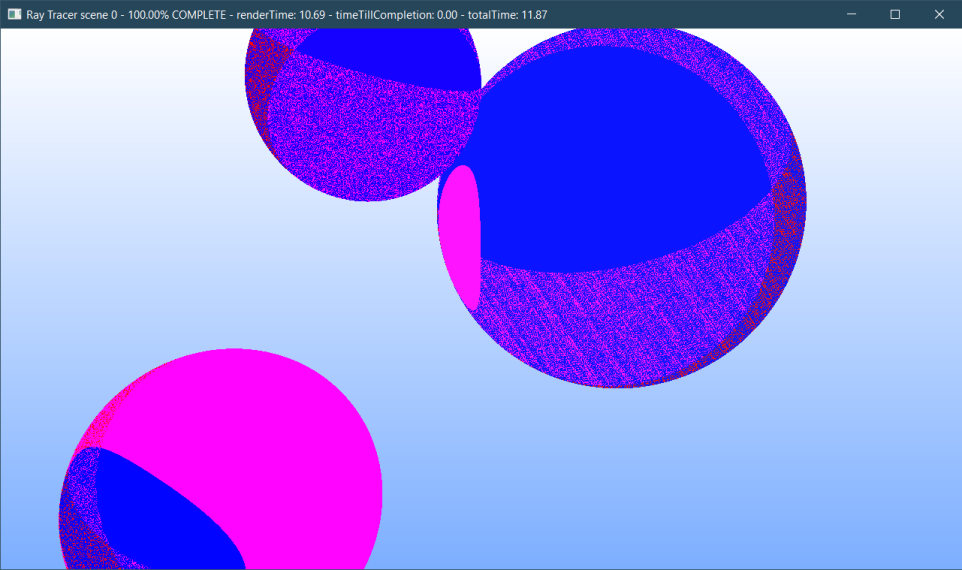 Ray Tracer scene 0 - 100.00% COMPLETE - renderTime: 10.69 - timeTillCompletion: 0.00 - totalTime: 11.87